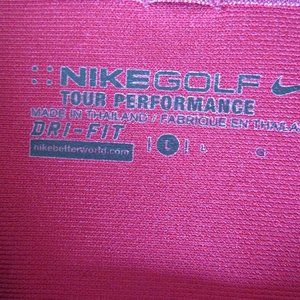 NIKEGOLF
TOUR PERFORMANCE
MADE IN THAILAND / FABRIQUE EN THAILA
DRI-FIT
L L G
nikebetterworld.com